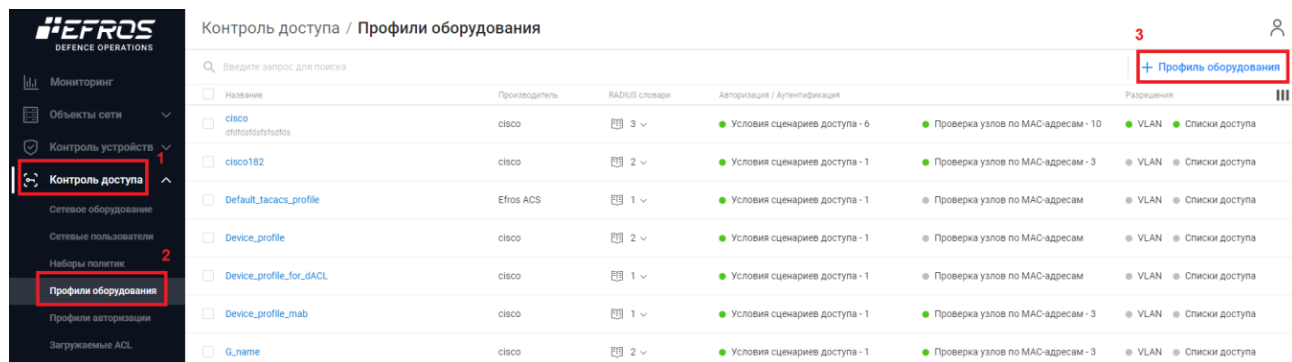 EFROS
DEFENCE OPERATIONS
Контроль доступа / Профили оборудования
3
Введите запрос для поиска
+ Профиль оборудования
Мониторинг
Объекты сети
Контроль устройств
1
Контроль доступа
Сетевое оборудование
Сетевые пользователи
Наборы политик
2
Профили оборудования
Профили авторизации
Загружаемые ACL
Название Производитель RADIUS словари Авторизация / Аутентификация Разрешения
cisco cisco 3 Условия сценариев доступа - 6 Проверка узлов по MAC-адресам - 10 VLAN Списки доступа
dfdfdsfdsfsfsdfds
cisco182 cisco 2 Условия сценариев доступа - 1 Проверка узлов по MAC-адресам - 3 VLAN Списки доступа
Default_tacacs_profile Efros ACS 1 Условия сценариев доступа - 1 Проверка узлов по MAC-адресам VLAN Списки доступа
Device_profile cisco 2 Условия сценариев доступа - 1 Проверка узлов по MAC-адресам VLAN Списки доступа
Device_profile_for_dACL cisco 1 Условия сценариев доступа - 1 Проверка узлов по MAC-адресам VLAN Списки доступа
Device_profile_mab cisco 1 Условия сценариев доступа - 1 Проверка узлов по MAC-адресам - 3 VLAN Списки доступа
G_name cisco 2 Условия сценариев доступа - 1 Проверка узлов по MAC-адресам - 3 VLAN Списки доступа